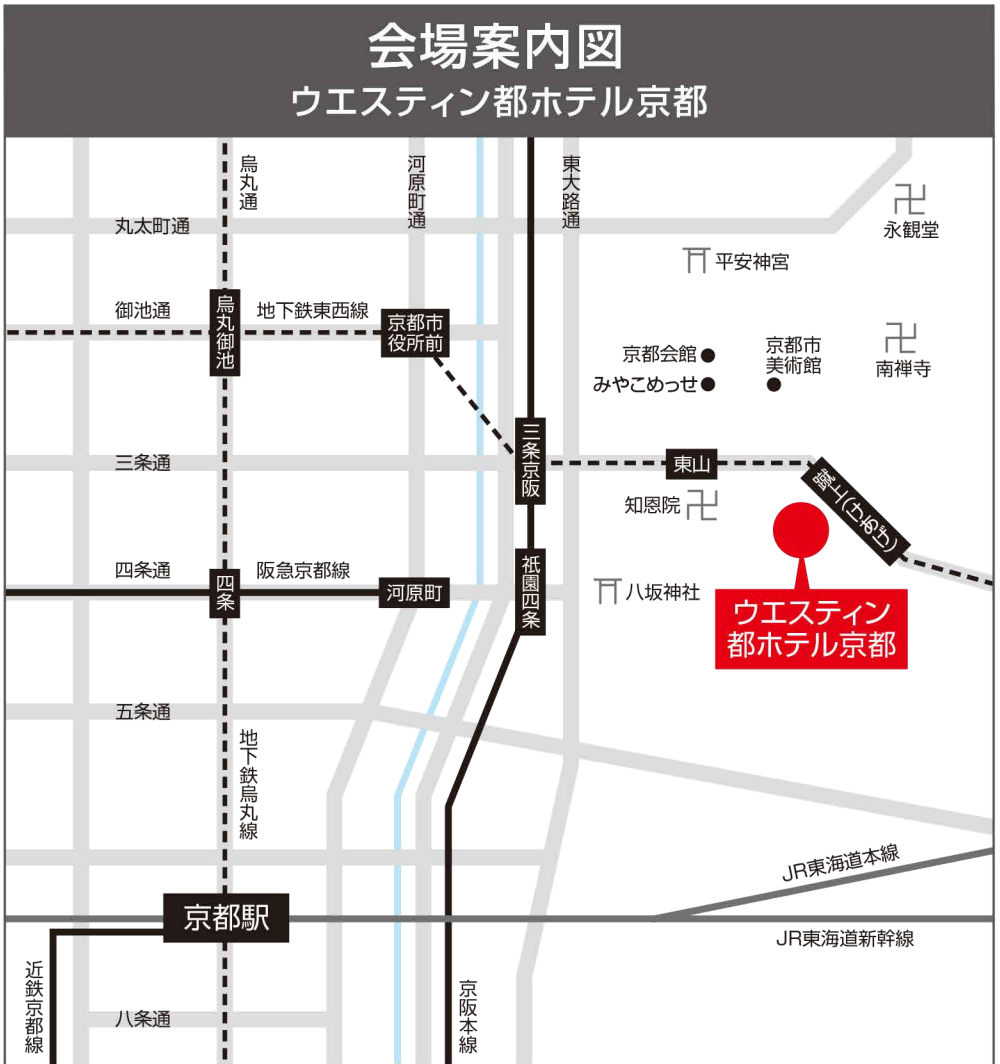 会場案内図
ウエスティン都ホテル京都
烏丸通
河原町通
東大路通
丸太町通
永観堂
平安神宮
御池通
烏丸御池
地下鉄東西線
京都市
役所前
京都会館
みやこめっせ
京都市
美術館
南禅寺
三条通
三条京阪
東山
蹴上(けあげ)
知恩院
四条通
四条
阪急京都線
河原町
祇園四条
八坂神社
ウエスティン
都ホテル京都
五条通
地下鉄烏丸線
JR東海道本線
京都駅
JR東海道新幹線
近鉄京都線
八条通
京阪本線